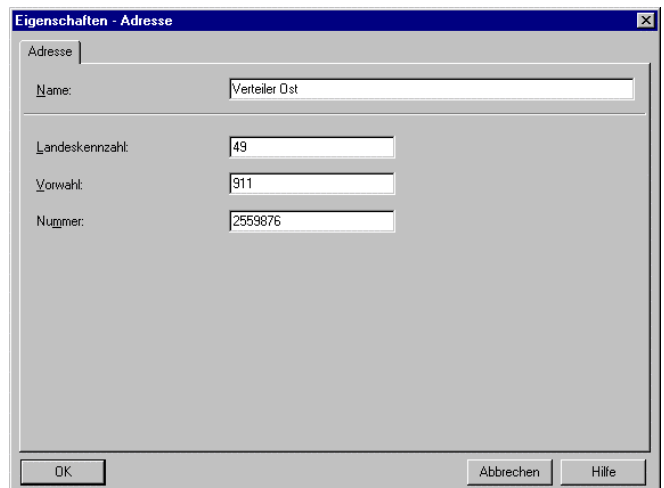 Eigenschaften - Adresse
Adresse
Name: Verteiler Ost
Landeskennzahl: 49
Vorwahl: 911
Nummer: 2559876
OK Abbrechen Hilfe